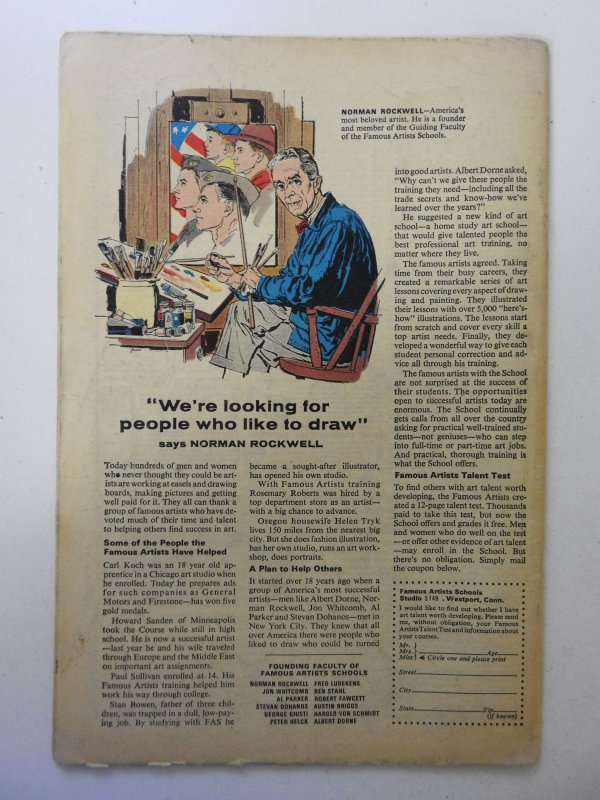 NORMAN ROCKWELL—America's
most beloved artist. He is a founder
and member of the Guiding Faculty
of the Famous Artists Schools.
"We're looking for
people who like to draw"
says NORMAN ROCKWELL
Today hundreds of men and women
who never thought they could be art-
ists are working at easels and drawing
boards, making pictures and getting
well paid for it. They all can thank a
group of famous artists who have de-
voted much of their time and talent
to helping others find success in art.
Some of the People the
Famous Artists Have Helped
Carl Koch was an 18 year old ap-
prentice in a Chicago art studio when
he enrolled. Today he prepares ads
for such companies as General
Motors and Firestone—has won five
gold medals.
Howard Sanden of Minneapolis
took the Course while still in high
school. He is now a successful artist
—last year he and his wife traveled
through Europe and the Middle East
on important art assignments.
Paul Sullivan enrolled at 14. His
Famous Artists training helped him
work his way through college.
Stan Bowen, father of three chil-
dren, was trapped in a dull, low-pay-
ing job. By studying with FAS he
became a sought-after illustrator,
has opened his own studio.
With Famous Artists training
Rosemary Roberts was hired by a
top department store as an artist—
with a big chance to advance.
Oregon housewife Helen Tryk
lives 150 miles from the nearest big
city. But she does fashion illustration,
has her own studio, runs an art work-
shop, does portraits.
A Plan to Help Others
It started over 18 years ago when a
group of America's most successful
artists—men like Albert Dorne, Nor-
man Rockwell, Jon Whitcomb, Al
Parker and Stevan Dohanos—met in
New York City. They knew that all
over America there were people who
liked to draw who could be turned
FOUNDING FACULTY OF
FAMOUS ARTISTS SCHOOLS
NORMAN ROCKWELL FRED LUDEKENS
JON WHITCOMB BEN STAHL
AL PARKER ROBERT FAWCETT
STEVAN DOHANOS AUSTIN BRIGGS
GEORGE GIUSTI HAROLD VON SCHMIDT
PETER HELCK ALBERT DORNE
into good artists. Albert Dorne asked,
"Why can't we give these people the
training they need—including all the
trade secrets and know-how we've
learned over the years?"
He suggested a new kind of art
school—a home study art school—
that would give talented people the
best professional art training, no
matter where they live.
The famous artists agreed. Taking
time from their busy careers, they
created a remarkable series of art
lessons covering every aspect of draw-
ing and painting. They illustrated
their lessons with over 5,000 "here's-
how" illustrations. The lessons start
from scratch and cover every skill a
top artist needs. Finally, they de-
veloped a wonderful way to give each
student personal correction and ad-
vice all through his training.
The famous artists with the School
are not surprised at the success of
their students. The opportunities
open to successful artists today are
enormous. The School continually
gets calls from all over the country
asking for practical well-trained stu-
dents—not geniuses—who can step
into full-time or part-time art jobs.
And practical, thorough training is
what the School offers.
Famous Artists Talent Test
To find others with art talent worth
developing, the Famous Artists cre-
ated a 12-page talent test. Thousands
paid to take this test, but now the
School offers and grades it free. Men
and women who do well on the test
—or offer other evidence of art talent
—may enroll in the School. But
there's no obligation. Simply mail
the coupon below.
Famous Artists Schools
Studio 5149, Westport, Conn.
I would like to find out whether I have
art talent worth developing. Please send
me, without obligation, your Famous
Artists Talent Test and information about
your courses.
Mr.
Mrs. Age
Miss Circle one and please print
Street
City
State Zip
(if known)